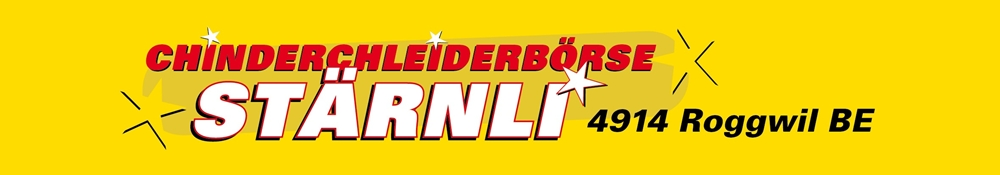 CHINDERCHLEIDERBÖRSE
STÄRNLI
4914 Roggwil BE